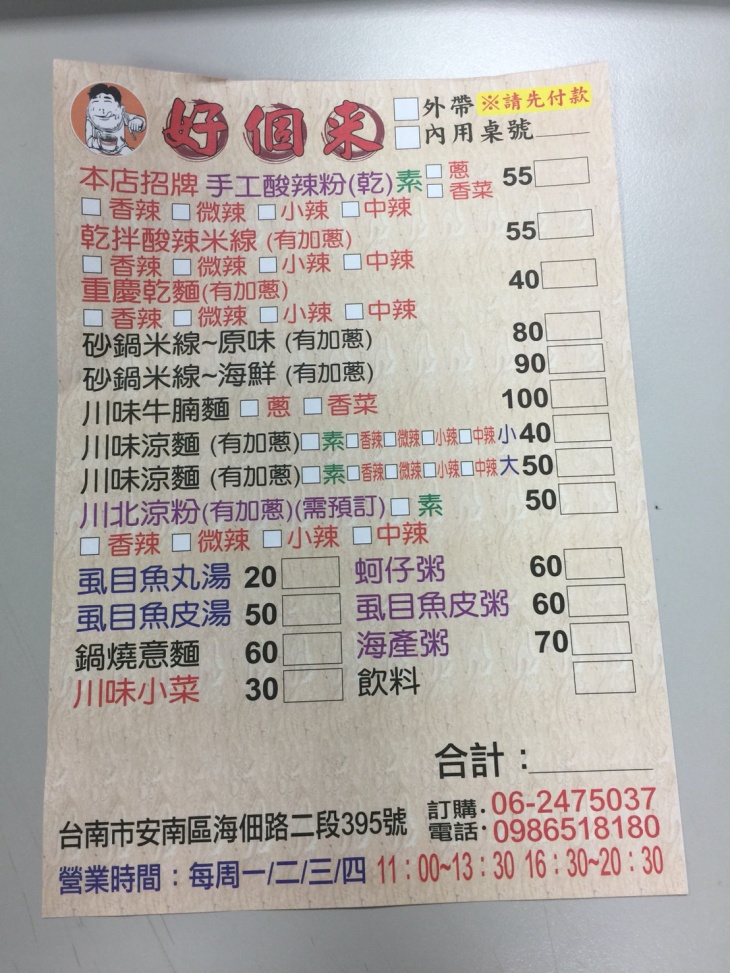 好個来
□外帶 ※請先付款
□內用桌號____
本店招牌 手工酸辣粉(乾)素 □蔥 □香菜 55
□香辣 □微辣 □小辣 □中辣
乾拌酸辣米線 (有加蔥) 55
□香辣 □微辣 □小辣 □中辣
重慶乾麵(有加蔥) 40
□香辣 □微辣 □小辣 □中辣
砂鍋米線~原味 (有加蔥) 80
砂鍋米線~海鮮 (有加蔥) 90
川味牛腩麵 □蔥 □香菜 100
川味涼麵 (有加蔥)□素□香辣□微辣□小辣□中辣 小40
川味涼麵 (有加蔥)□素□香辣□微辣□小辣□中辣 大50
川北涼粉(有加蔥)(需預訂)□素 50
□香辣 □微辣 □小辣 □中辣
虱目魚丸湯 20 蚵仔粥 60
虱目魚皮湯 50 虱目魚皮粥 60
鍋燒意麵 60 海產粥 70
川味小菜 30 飲料
合計：________
台南市安南區海佃路二段395號
訂購電話: 06-2475037
0986518180
營業時間：每周一/二/三/四 11：00~13：30 16：30~20：30